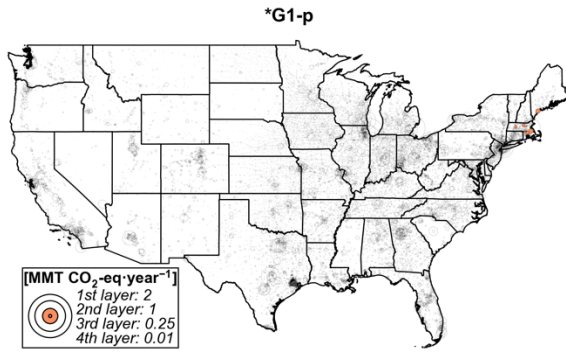 *G1-p
[MMT CO₂-eq·year⁻¹]
1st layer: 2
2nd layer: 1
3rd layer: 0.25
4th layer: 0.01